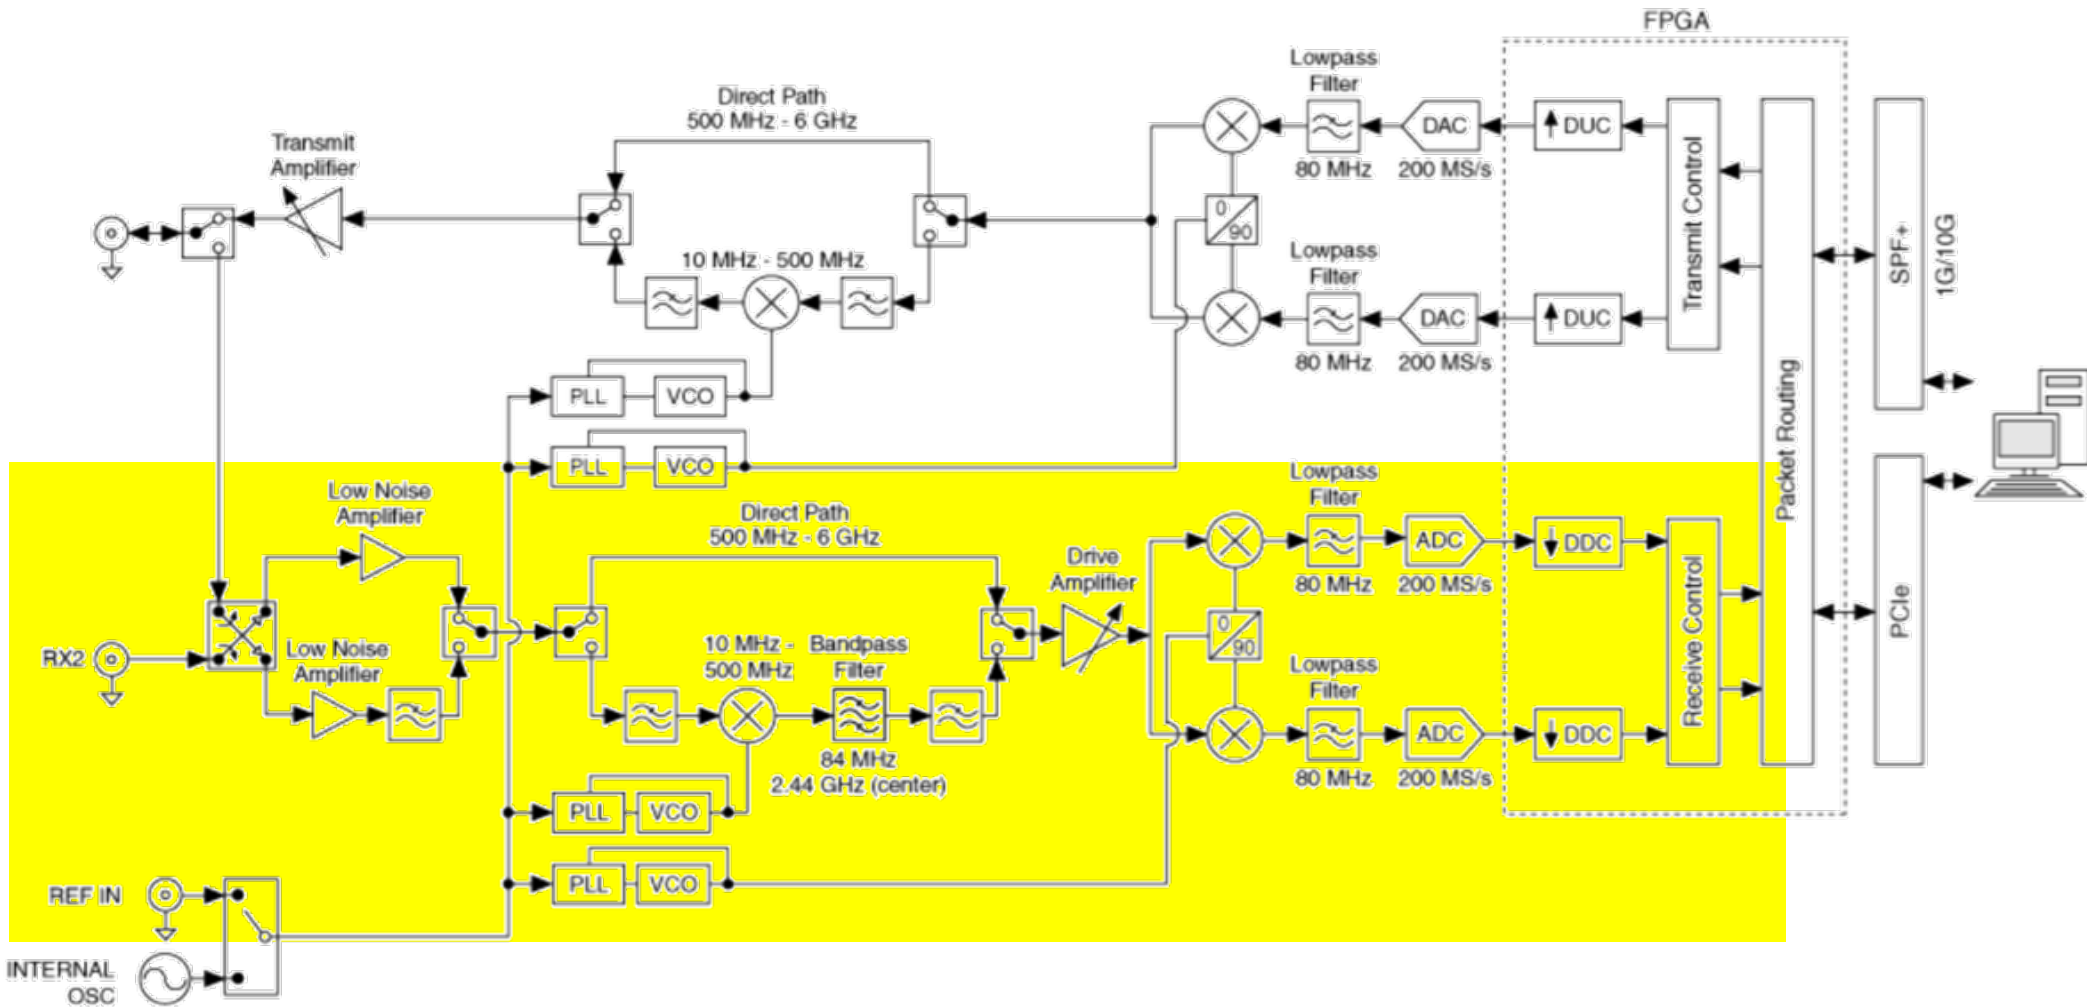 FPGA
Lowpass
Filter
Direct Path
500 MHz - 6 GHz
DAC
DUC
Transmit
Amplifier
80 MHz
200 MS/s
0
90
Transmit Control
SPF+
1G/10G
10 MHz - 500 MHz
Lowpass
Filter
DAC
DUC
80 MHz
200 MS/s
PLL
VCO
Packet Routing
PLL
VCO
Low Noise
Amplifier
Direct Path
500 MHz - 6 GHz
Lowpass
Filter
Drive
Amplifier
ADC
DDC
80 MHz
200 MS/s
Receive Control
PCIe
0
90
RX2
Low Noise
Amplifier
10 MHz -
500 MHz
Bandpass
Filter
Lowpass
Filter
ADC
DDC
84 MHz
2.44 GHz (center)
80 MHz
200 MS/s
PLL
VCO
PLL
VCO
REF IN
INTERNAL
OSC